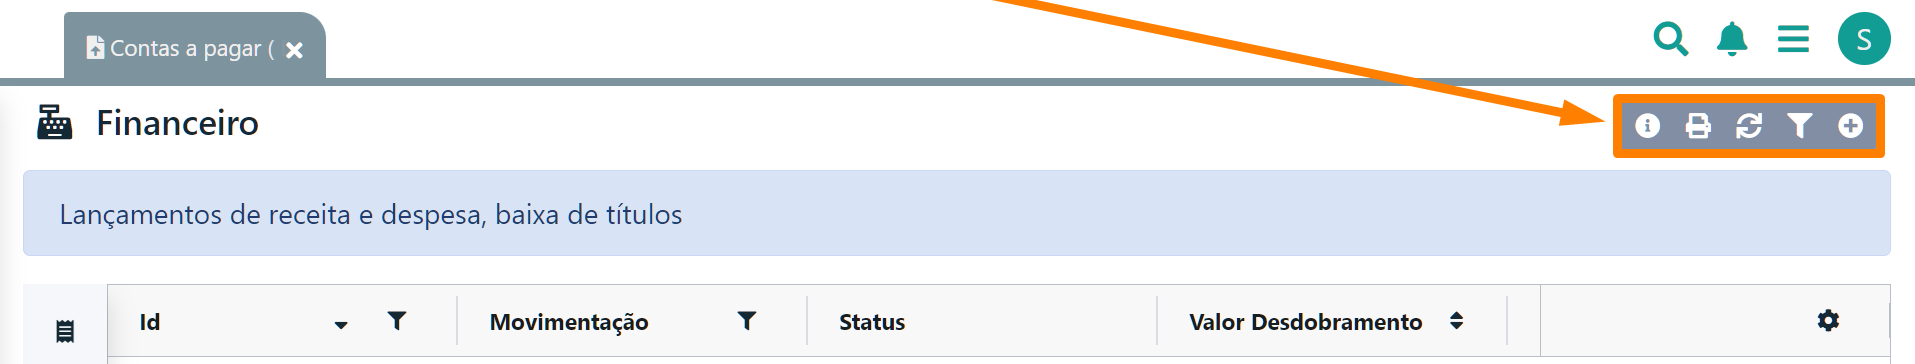 Contas a pagar (
S
Financeiro
Lançamentos de receita e despesa, baixa de títulos
Id Movimentação Status Valor Desdobramento